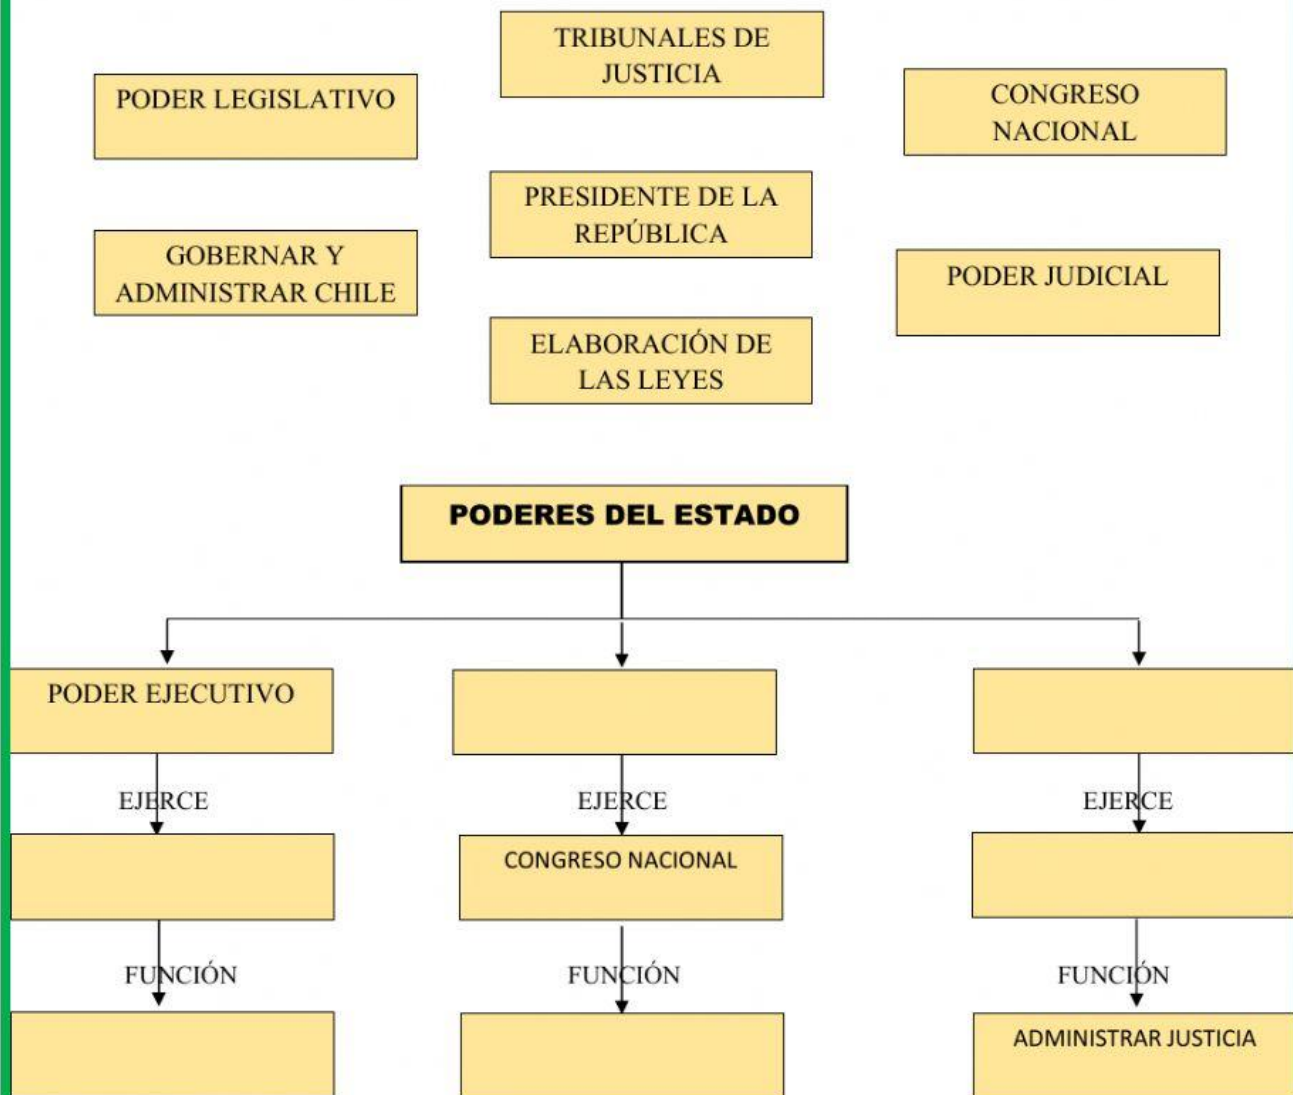 TRIBUNALES DE
JUSTICIA
PODER LEGISLATIVO
CONGRESO
NACIONAL
PRESIDENTE DE LA
REPÚBLICA
GOBERNAR Y
ADMINISTRAR CHILE
PODER JUDICIAL
ELABORACIÓN DE
LAS LEYES
PODERES DEL ESTADO
PODER EJECUTIVO
EJERCE
EJERCE
EJERCE
CONGRESO NACIONAL
FUNCIÓN
FUNCIÓN
FUNCIÓN
ADMINISTRAR JUSTICIA